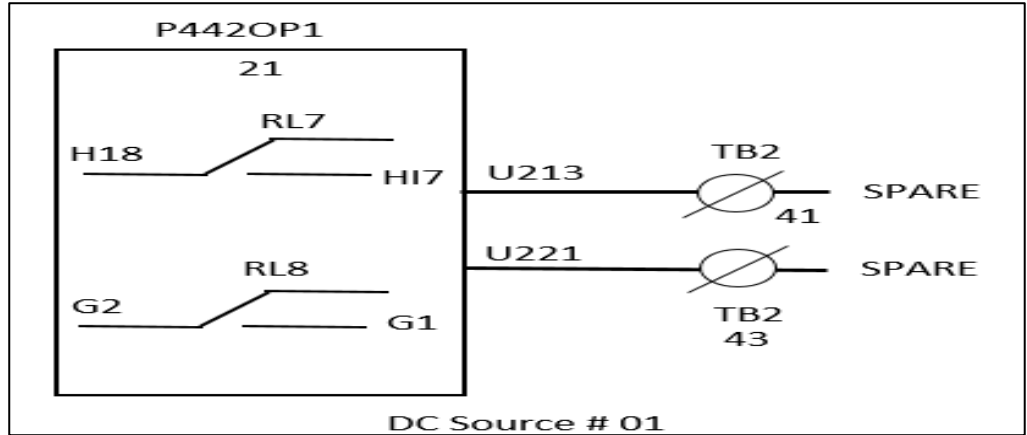 P442OP1
21
RL7
H18
HI7
U213
TB2
41
SPARE
U221
SPARE
TB2
43
RL8
G2
G1
DC Source # 01